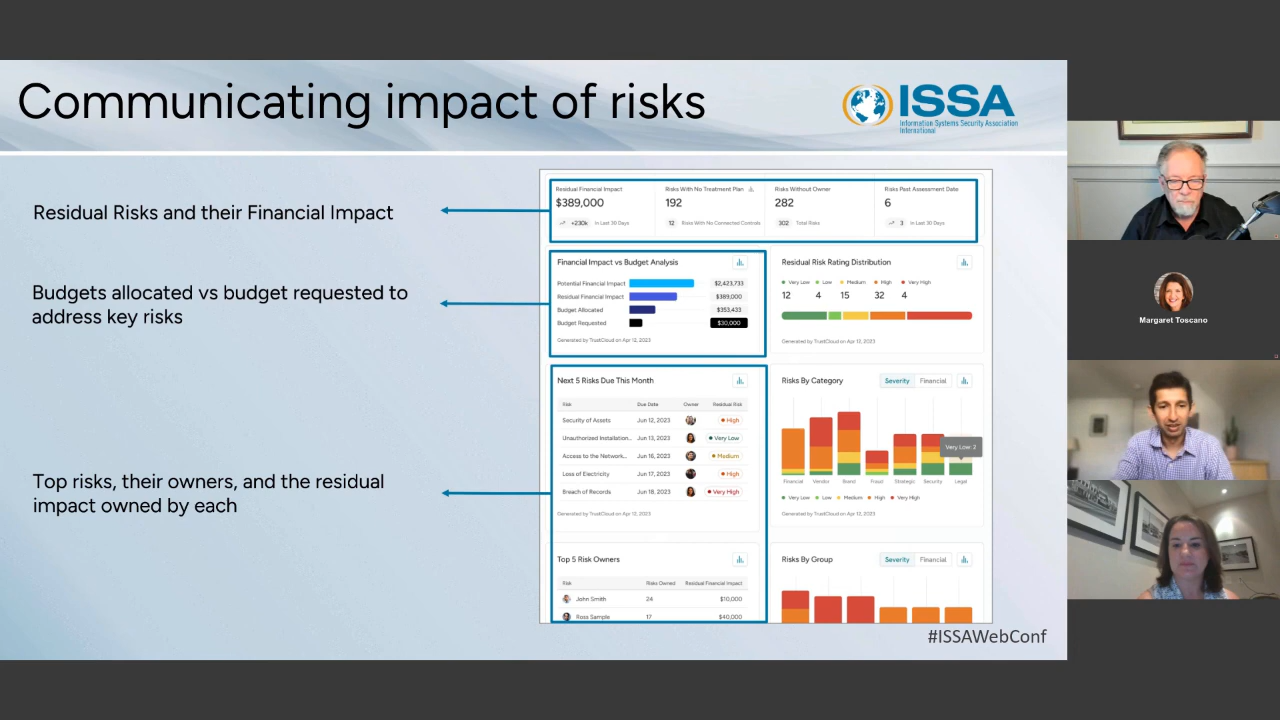 Communicating impact of risks
ISSA
Information Systems Security Association
International
Residual Risks and their Financial Impact
Budgets allocated vs budget requested to
address key risks
Top risks, their owners, and the residual
impact owned by each
Residual Financial Impact
$389,000
+230k In Last 30 Days
Risks With No Treatment Plan
192
12 Risks With No Connected Controls
Risks Without Owner
282
302 Total Risks
Risks Past Assessment Date
6
3 In Last 30 Days
Financial Impact vs Budget Analysis
Potential Financial Impact $2,423,733
Residual Financial Impact $389,000
Budget Allocated $353,433
Budget Requested $30,000
Generated by TrustCloud on Apr 12, 2023
Residual Risk Rating Distribution
Very Low Low Medium High Very High
12 4 15 32 4
Generated by TrustCloud on Apr 12, 2023
Next 5 Risks Due This Month
Risk Due Date Owner Residual Risk
Security of Assets Jun 12, 2023 High
Unauthorized Installation... Jun 13, 2023 Very Low
Access to the Network... Jun 16, 2023 Medium
Loss of Electricity Jun 17, 2023 High
Breach of Records Jun 18, 2023 Very High
Generated by TrustCloud on Apr 12, 2023
Risks By Category
Severity Financial
Very Low 2
Financial Vendor Brand Fraud Strategic Security Legal
Very Low Low Medium High Very High
Generated by TrustCloud on Apr 12, 2023
Top 5 Risk Owners
Risk Risks Owned Residual Financial Impact
John Smith 24 $10,000
Ross Sample 17 $40,000
Risks By Group
Severity Financial
#ISSAWebConf
Margaret Toscano